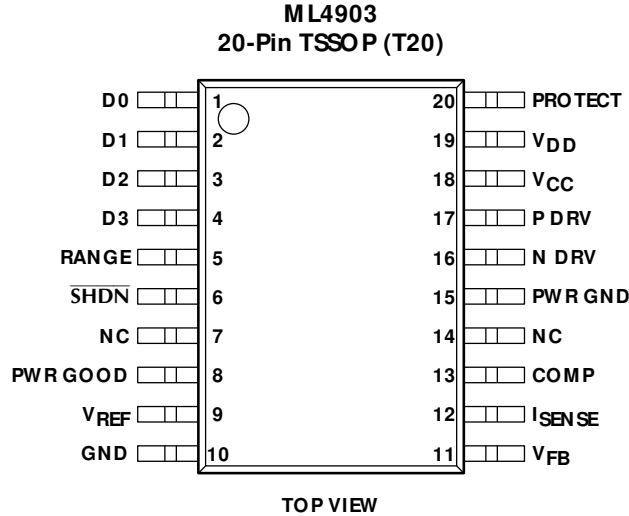 ML4903
20-Pin TSSOP (T20)
D0 1 20 PROTECT
D1 2 19 VDD
D2 3 18 VCC
D3 4 17 P DRV
RANGE 5 16 N DRV
SHDN 6 15 PWR GND
NC 7 14 NC
PWR GOOD 8 13 COMP
VREF 9 12 ISENSE
GND 10 11 VFB
TOP VIEW